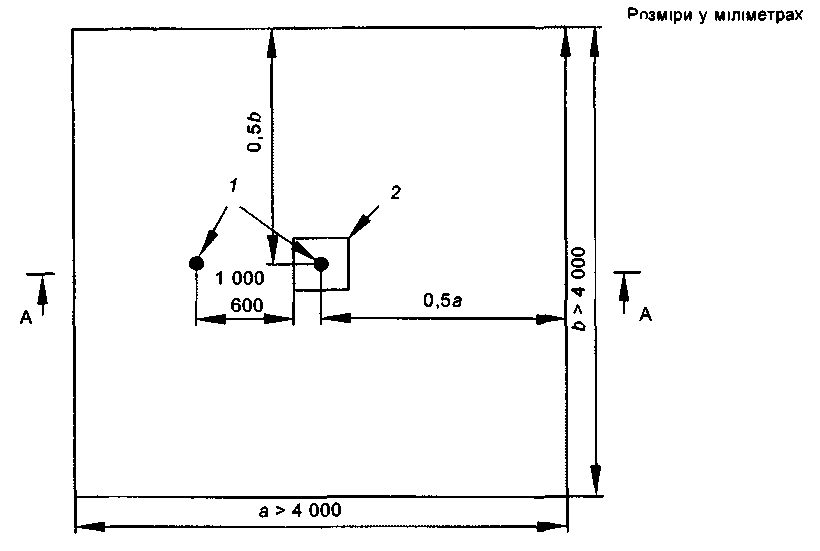 Розміри у міліметрах
0,5b
1
2
1 000
600
0,5a
b > 4 000
A
A
a > 4 000